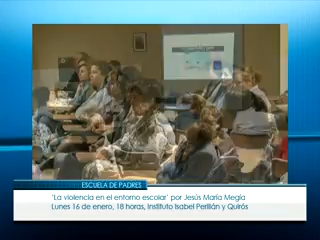 ESCUELA DE PADRES
'La violencia en el entorno escolar' por Jesús María Megía
Lunes 16 de enero, 18 horas, Instituto Isabel Perillán y Quirós